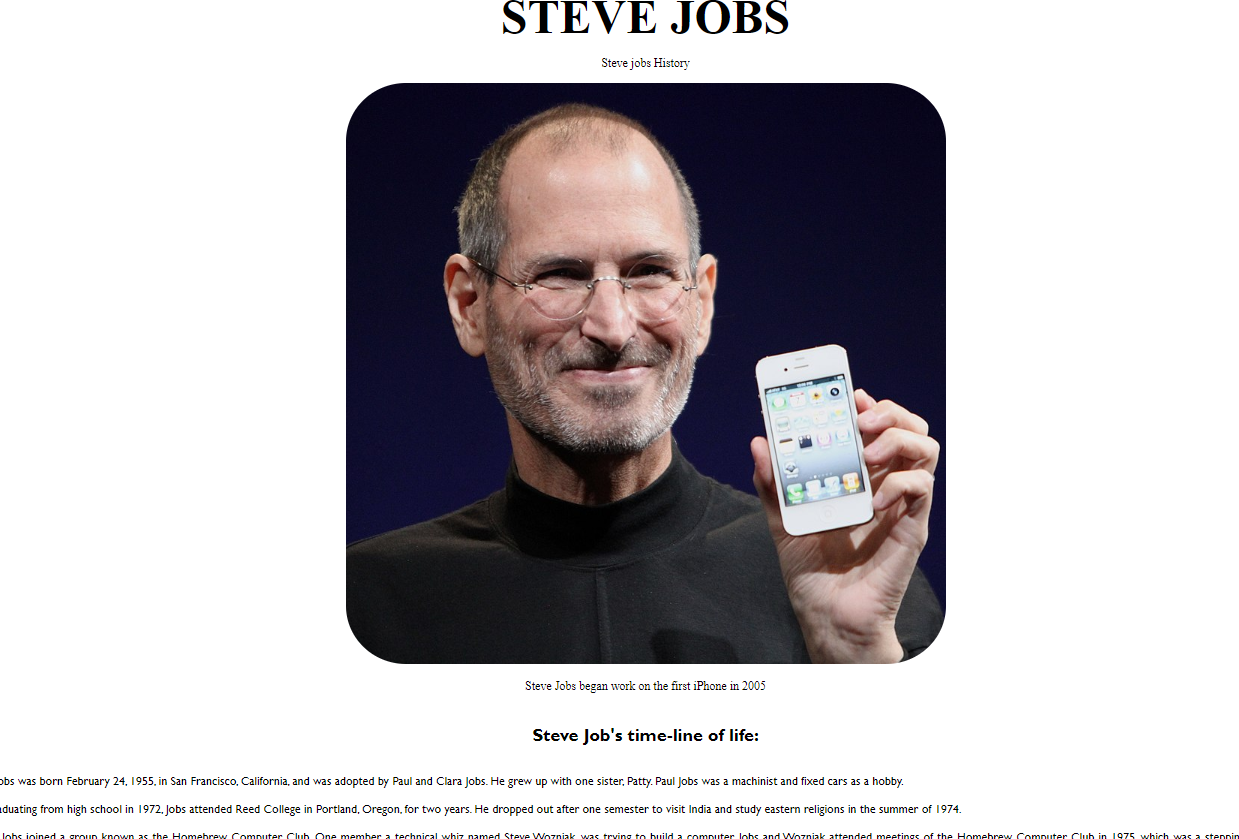 STEVE JOBS
Steve jobs History
Steve Jobs began work on the first iPhone in 2005
Steve Job's time-line of life:
was born February 24, 1955, in San Francisco, California, and was adopted by Paul and Clara Jobs. He grew up with one sister, Patty. Paul Jobs was a machinist and fixed cars as a hobby.
from high school in 1972, Jobs attended Reed College in Portland, Oregon, for two years. He dropped out after one semester to visit India and study eastern religions in the summer of 1974.
Jobs joined a group known as the Homebrew Computer Club. One member a technical whiz named Steve Wozniak, was trying to build a computer. Jobs and Wozniak attended meetings of the Homebrew Computer Club in 1975, which was a